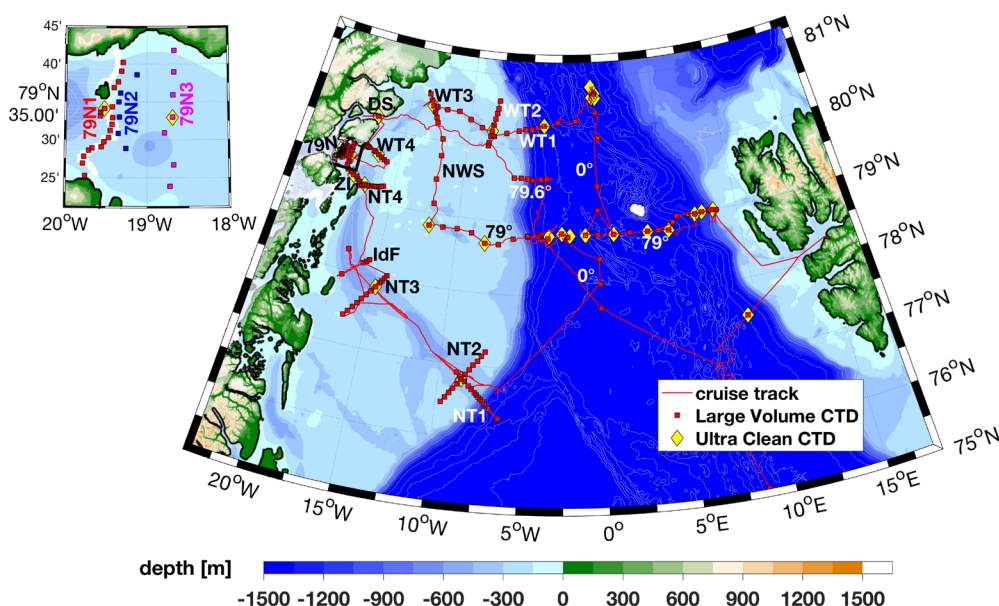 45'
40'
79°N
35.00'
30'
25'
20°W
19°W
18°W
79N1
79N2
79N3
81°N
80°N
79°N
78°N
77°N
76°N
75°N
DS
WT3
WT2
WT1
79N
WT4
ZI
NT4
NWS
79.6°
0°
79°
79°
0°
IdF
NT3
NT2
NT1
cruise track
Large Volume CTD
Ultra Clean CTD
20°W
15°W
10°W
5°W
0°
5°E
10°E
15°E
depth [m]
-1500 -1200 -900 -600 -300 0 300 600 900 1200 1500